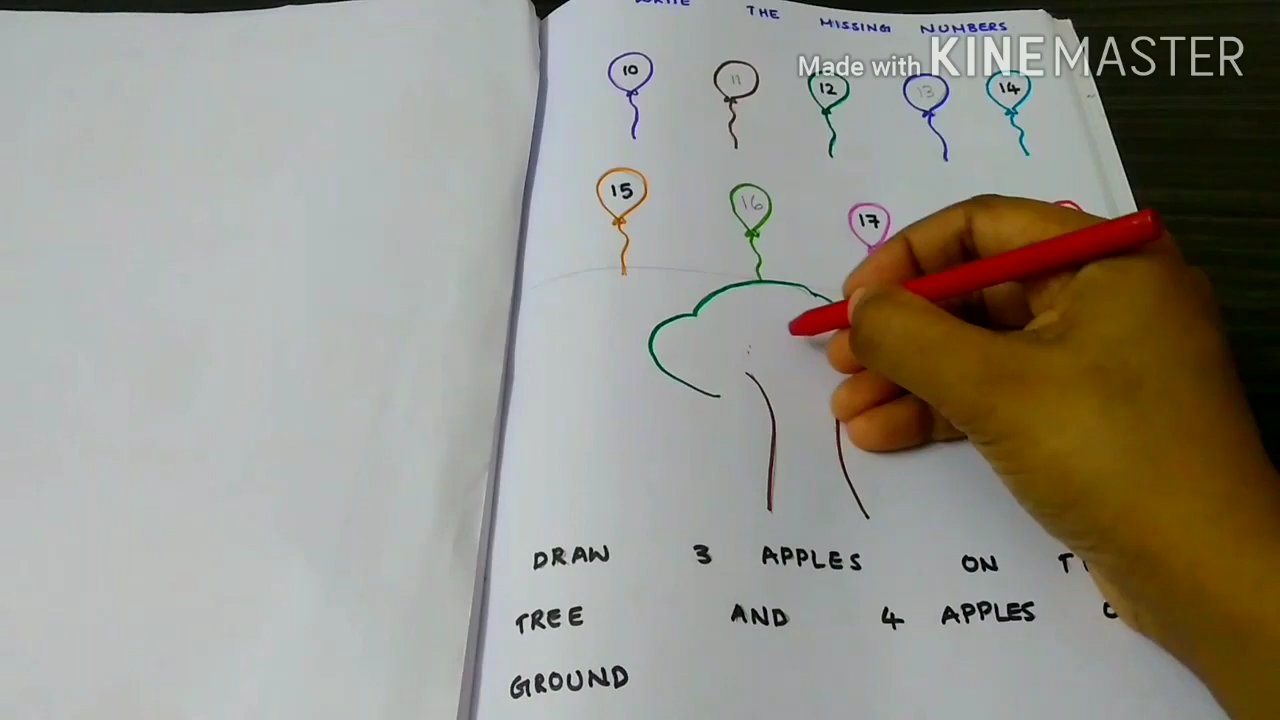 THE MISSING NUMBERS
Made with KINEMASTER
10 11 12 13 14
15 16 17
DRAW 3 APPLES ON
TREE AND 4 APPLES
GROUND